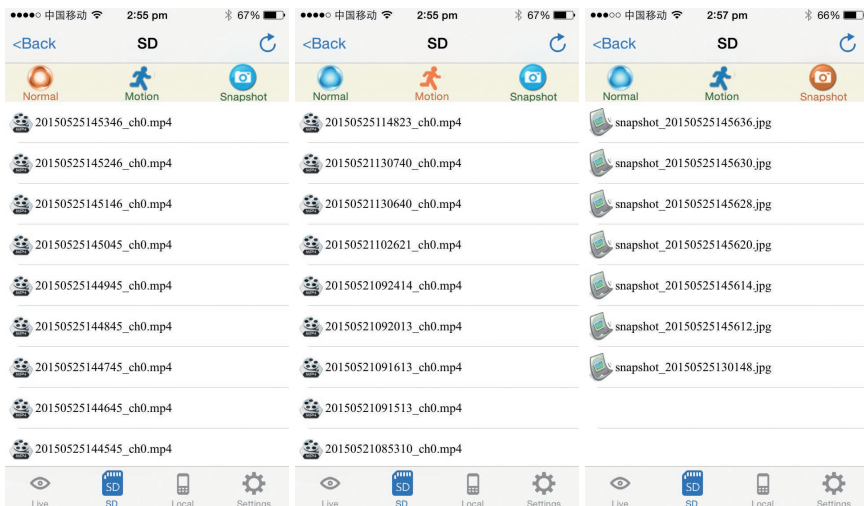 中国移动 2:55 pm 67%
<Back SD
Normal Motion Snapshot
20150525145346_ch0.mp4
20150525145246_ch0.mp4
20150525145146_ch0.mp4
20150525145045_ch0.mp4
20150525144945_ch0.mp4
20150525144845_ch0.mp4
20150525144745_ch0.mp4
20150525144645_ch0.mp4
20150525144545_ch0.mp4
SD
Live SD Local Settings
中国移动 2:55 pm 67%
<Back SD
Normal Motion Snapshot
20150525114823_ch0.mp4
20150521130740_ch0.mp4
20150521130640_ch0.mp4
20150521102621_ch0.mp4
20150521092414_ch0.mp4
20150521092013_ch0.mp4
20150521091613_ch0.mp4
20150521091513_ch0.mp4
20150521085310_ch0.mp4
SD
Live SD Local Settings
中国移动 2:57 pm 66%
<Back SD
Normal Motion Snapshot
snapshot_20150525145636.jpg
snapshot_20150525145630.jpg
snapshot_20150525145628.jpg
snapshot_20150525145620.jpg
snapshot_20150525145614.jpg
snapshot_20150525145612.jpg
snapshot_20150525130148.jpg
SD
Live SD Local Settings